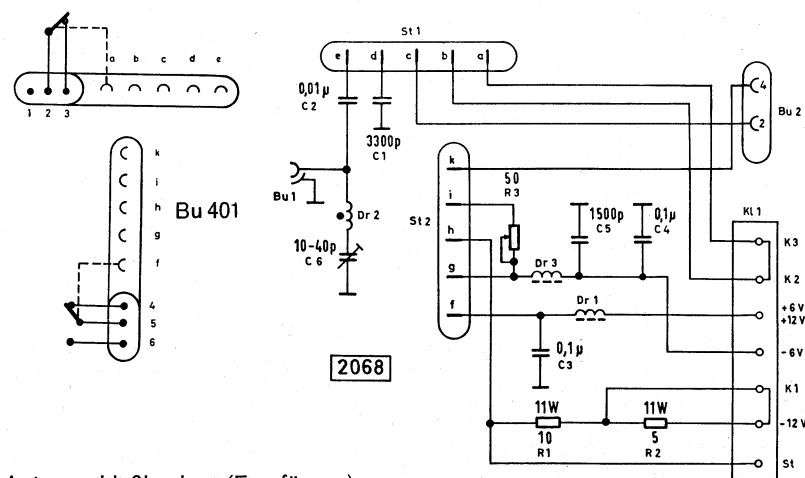 St 1
e d c b a
a b c d e
1 2 3
0,01µ
C 2
3300p
C 1
4
2
Bu 2
k
i
h
g
f
Bu 401
4
5
6
Bu 1
Dr 2
10-40p
C 6
St 2
k
i
h
g
f
50
R 3
1500p
C 5
0,1µ
C 4
Dr 3
Dr 1
0,1µ
C 3
2068
Kl 1
K 3
K 2
+ 6 V
+12 V
- 6 V
K 1
- 12 V
St
11W
10
R 1
11W
5
R 2